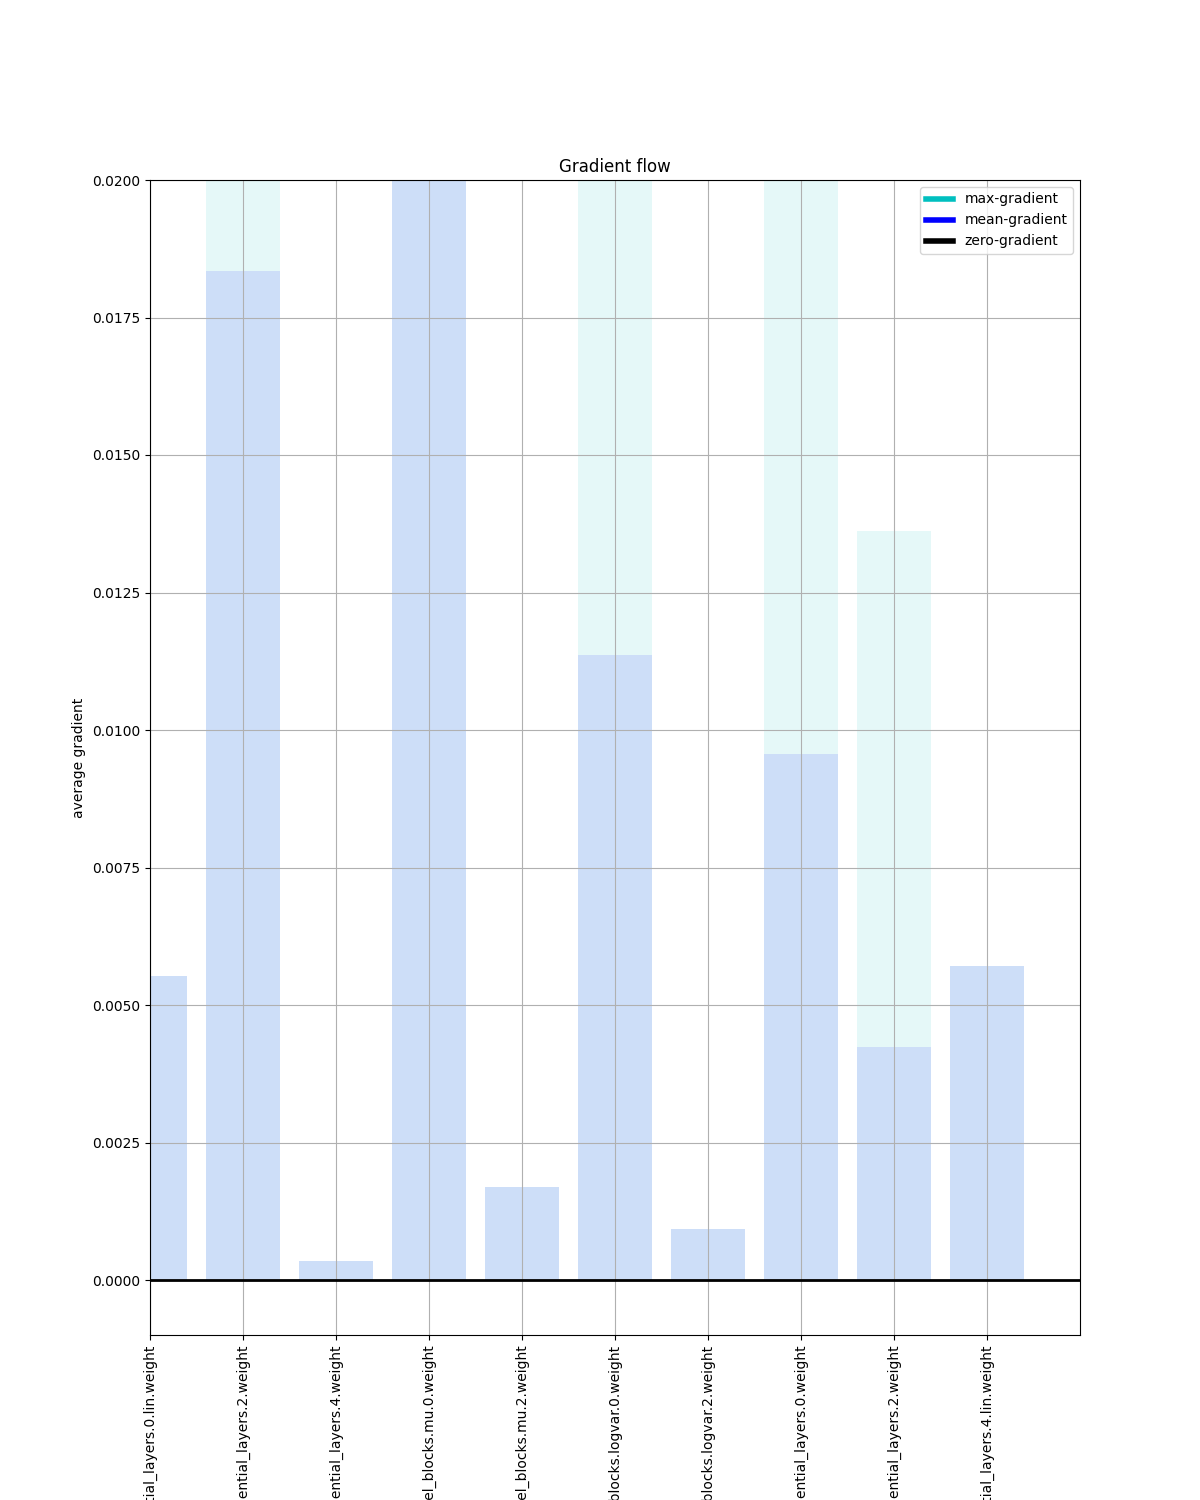 Gradient flow
max-gradient
mean-gradient
zero-gradient
0.0200
0.0175
0.0150
0.0125
0.0100
0.0075
0.0050
0.0025
0.0000
average gradient
tial_layers.0.lin.weight
ential_layers.2.weight
ential_layers.4.weight
el_blocks.mu.0.weight
el_blocks.mu.2.weight
blocks.logvar.0.weight
blocks.logvar.2.weight
ential_layers.0.weight
ential_layers.2.weight
tial_layers.4.lin.weight